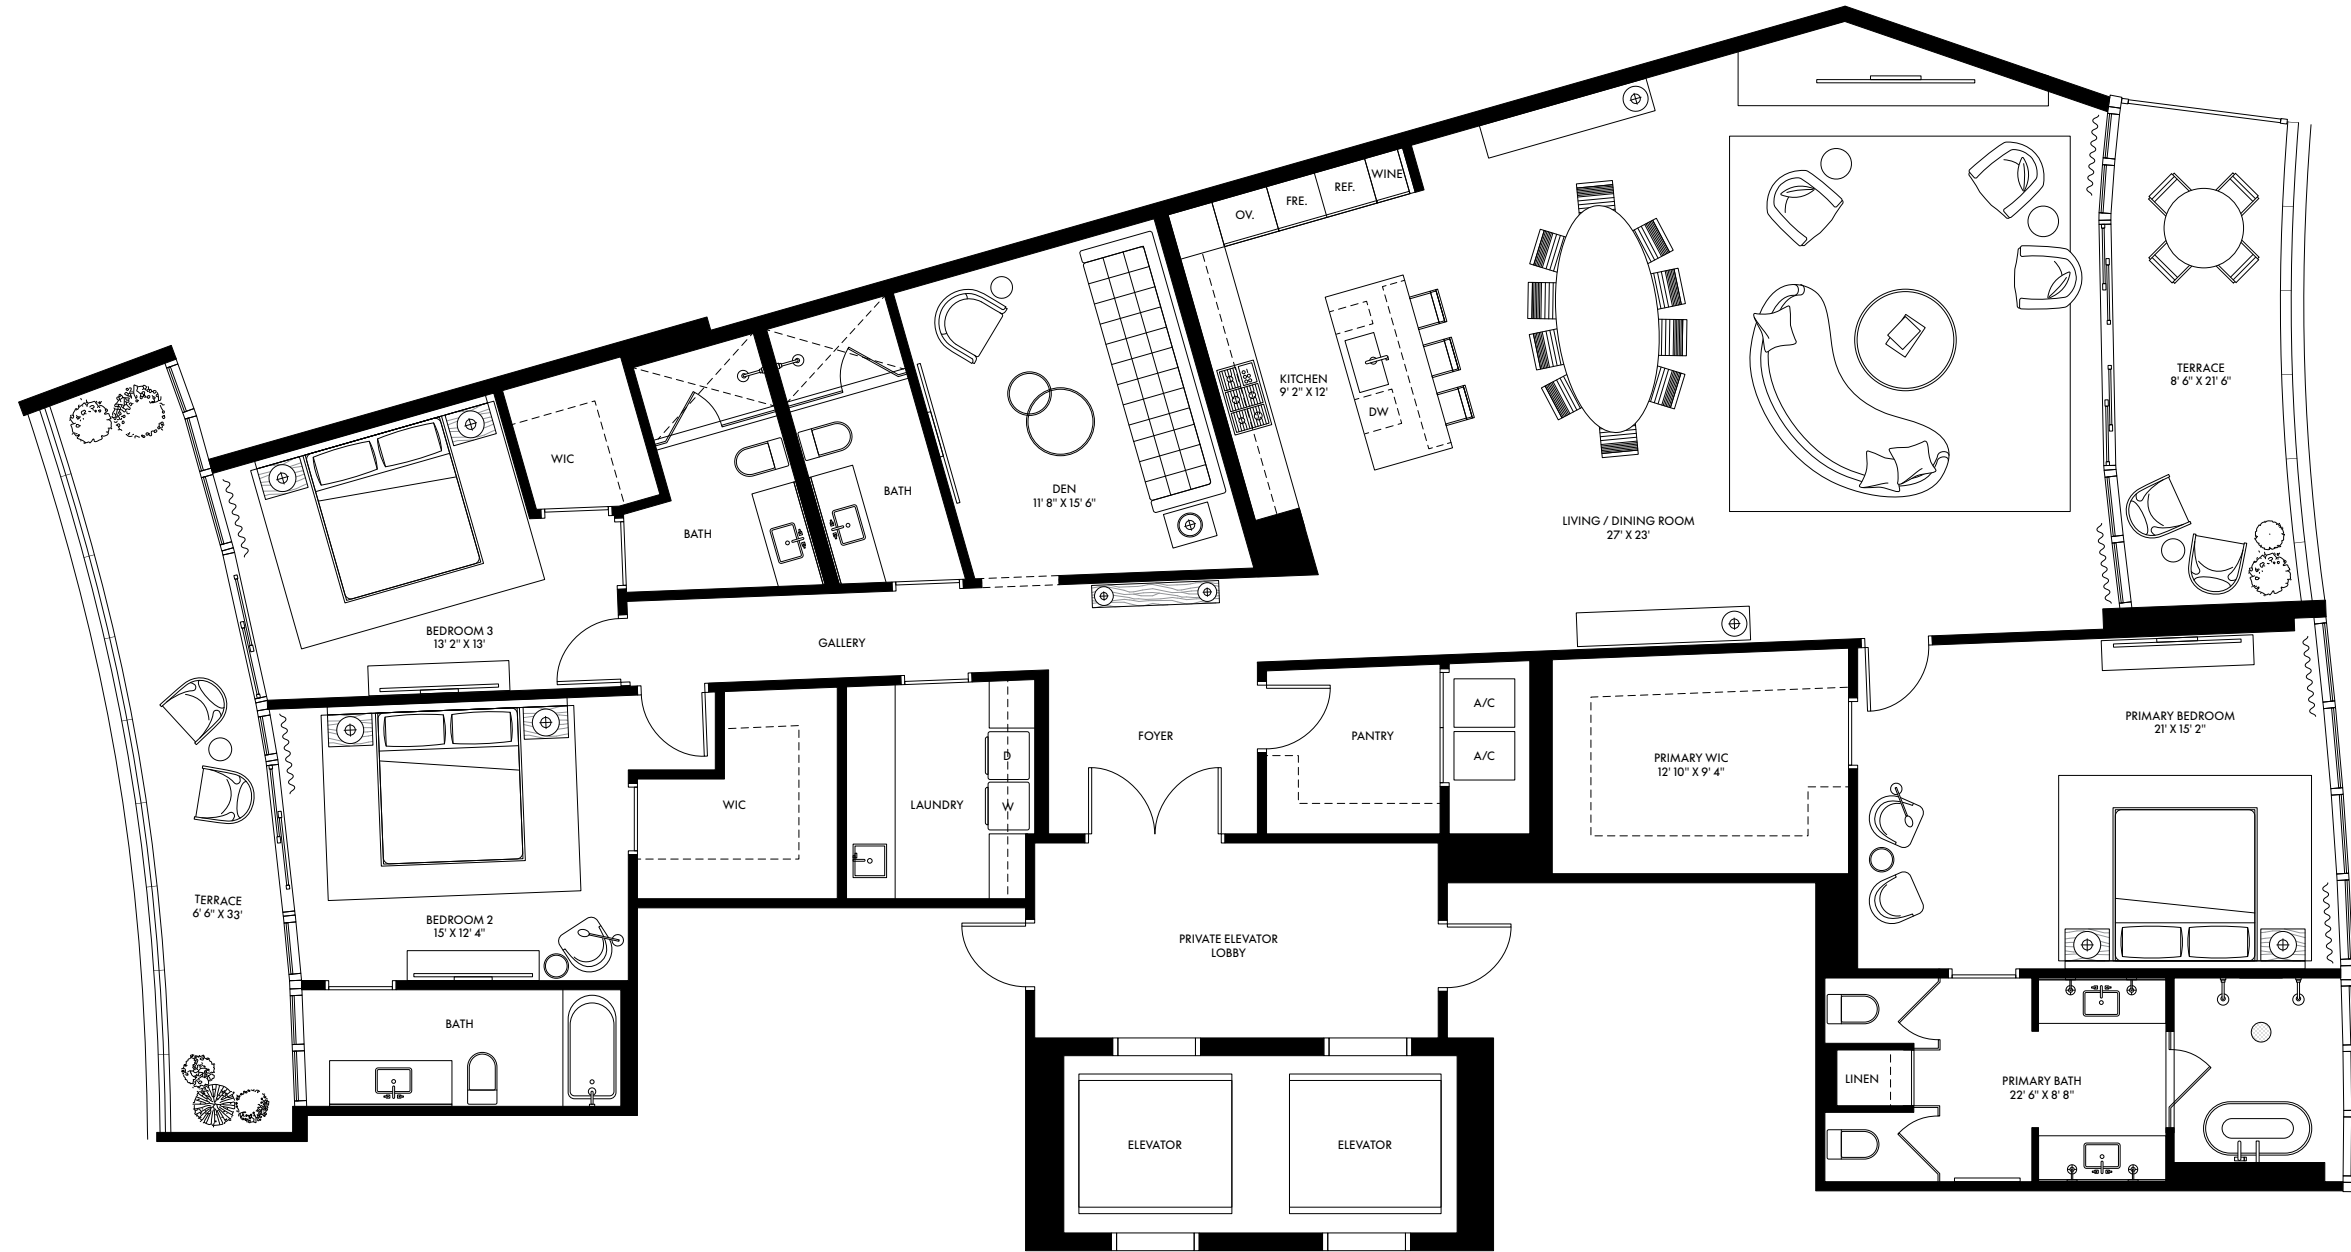 WINE
REF.
FRE.
OV.
KITCHEN
9' 2" X 12'
DW
TERRACE
8' 6" X 21' 6"
WIC
BATH
BATH
DEN
11' 8" X 15' 6"
LIVING / DINING ROOM
27' X 23'
BEDROOM 3
13' 2" X 13'
GALLERY
PRIMARY BEDROOM
21' X 15' 2"
A/C
A/C
FOYER
PANTRY
PRIMARY WIC
12' 10" X 9' 4"
D
W
WIC
LAUNDRY
TERRACE
6' 6" X 33'
BEDROOM 2
15' X 12' 4"
PRIVATE ELEVATOR
LOBBY
BATH
LINEN
PRIMARY BATH
22' 6" X 8' 8"
ELEVATOR
ELEVATOR